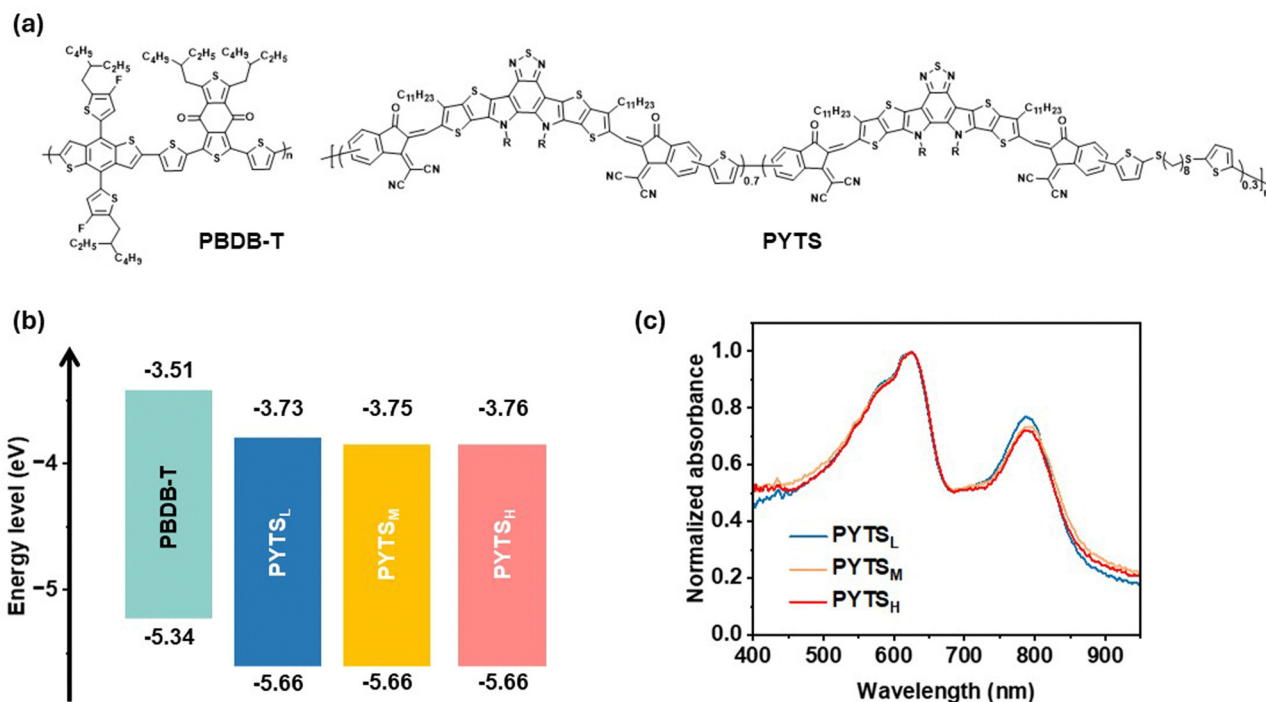 (a)
C4H9 C2H5 C4H9 C2H5 C4H9 C2H5
F
S
S
O O
S
S S S S
n
S
F
C2H5 C4H9
PBDB-T
N S N
C11H23 C11H23
O O
S S S S
N N
R R
NC CN
NC CN
S
0.7
N S N
C11H23 C11H23
O O
S S S S
N N
R R
NC CN
NC CN
S S 8 S S
0.3
n
PYTS
(b)
Energy level (eV)
−4
−5
-3.51
PBDB-T
-5.34
-3.73
PYTSL
-5.66
-3.75
PYTSM
-5.66
-3.76
PYTSH
-5.66
(c)
Normalized absorbance
1.0
0.8
0.6
0.4
0.2
0.0
PYTSL
PYTSM
PYTSH
400 500 600 700 800 900
Wavelength (nm)